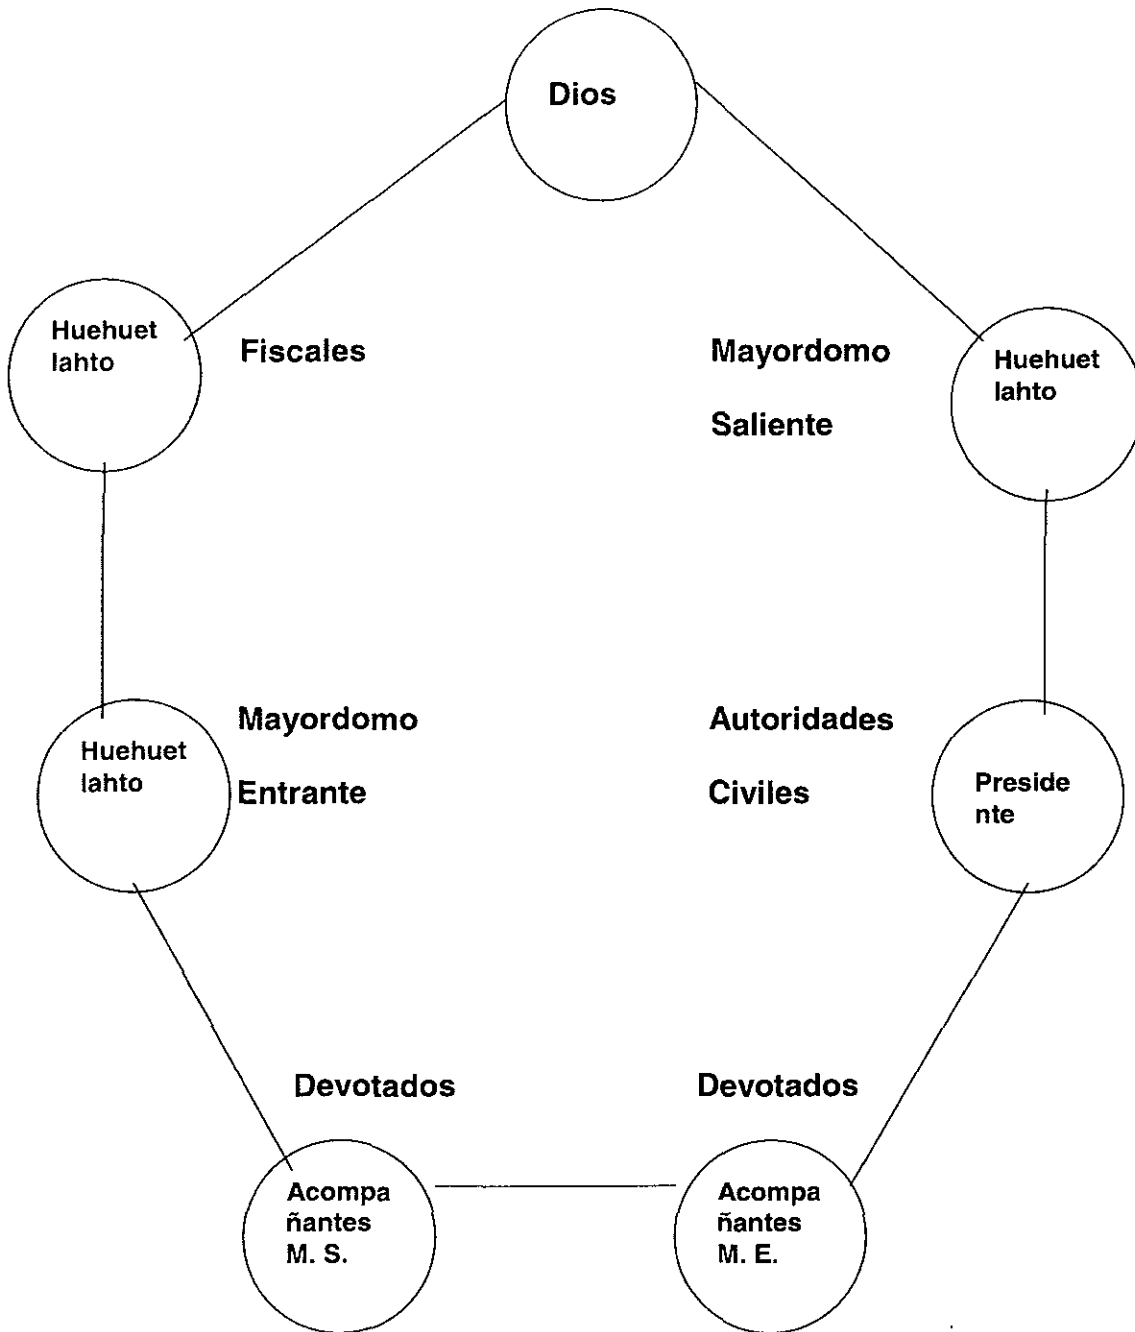 Dios
Huehuet
lahto
Fiscales
Mayordomo
Saliente
Huehuet
lahto
Huehuet
lahto
Mayordomo
Entrante
Autoridades
Civiles
Preside
nte
Devotados
Devotados
Acompa
ñantes
M. S.
Acompa
ñantes
M. E.